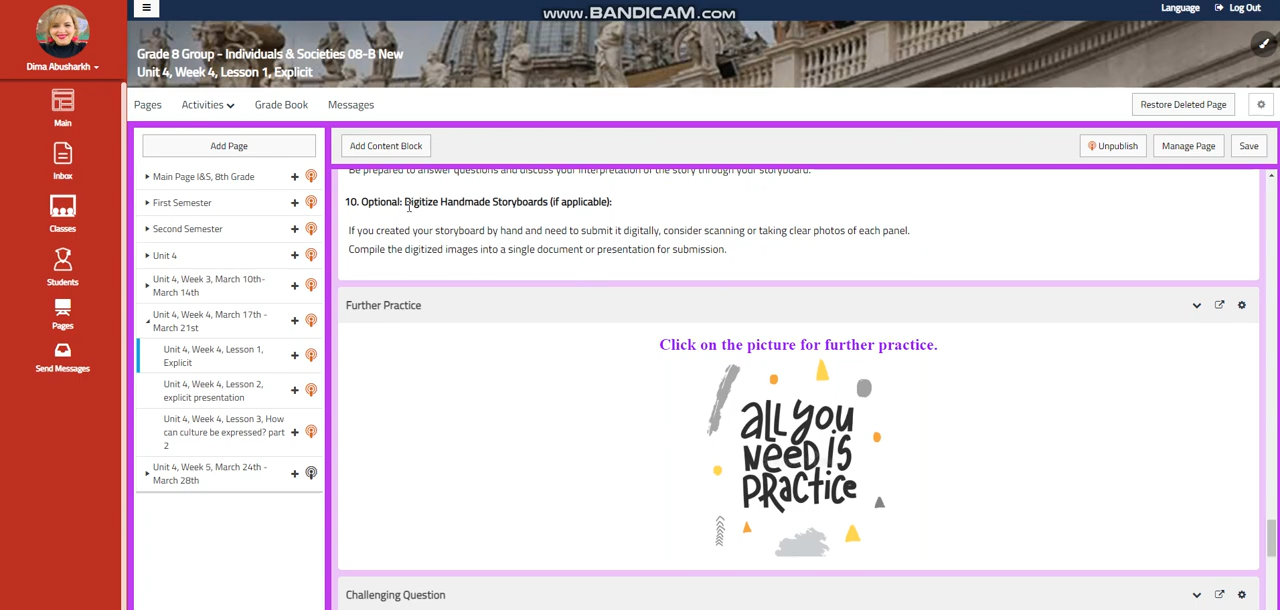 www.BANDICAM.com
Language
Log Out
Dima Abusharkh
Grade 8 Group - Individuals & Societies 08-B New
Unit 4, Week 4, Lesson 1, Explicit
Pages
Activities
Grade Book
Messages
Restore Deleted Page
Main
Inbox
Classes
Students
Pages
Send Messages
Add Page
Main Page I&S, 8th Grade
First Semester
Second Semester
Unit 4
Unit 4, Week 3, March 10th-
March 14th
Unit 4, Week 4, March 17th -
March 21st
Unit 4, Week 4, Lesson 1,
Explicit
Unit 4, Week 4, Lesson 2,
explicit presentation
Unit 4, Week 4, Lesson 3, How
can culture be expressed? part
2
Unit 4, Week 5, March 24th -
March 28th
Add Content Block
Unpublish
Manage Page
Save
Be prepared to answer questions and discuss your interpretation of the story through your storyboard.
10. Optional: Digitize Handmade Storyboards (if applicable):
If you created your storyboard by hand and need to submit it digitally, consider scanning or taking clear photos of each panel.
Compile the digitized images into a single document or presentation for submission.
Further Practice
Click on the picture for further practice.
all you
need is
practice
Challenging Question